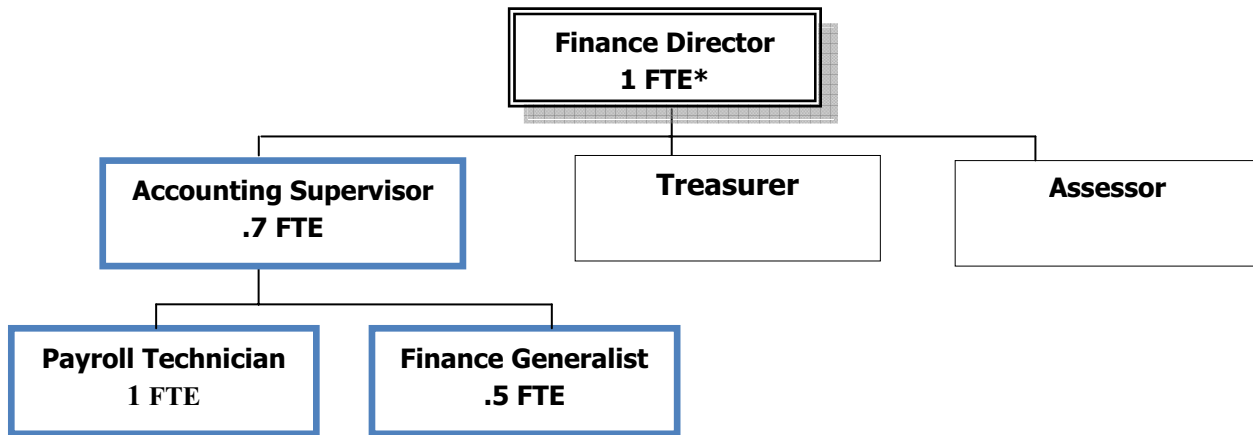 Finance Director
1 FTE*
Accounting Supervisor
.7 FTE
Treasurer
Assessor
Payroll Technician
1 FTE
Finance Generalist
.5 FTE